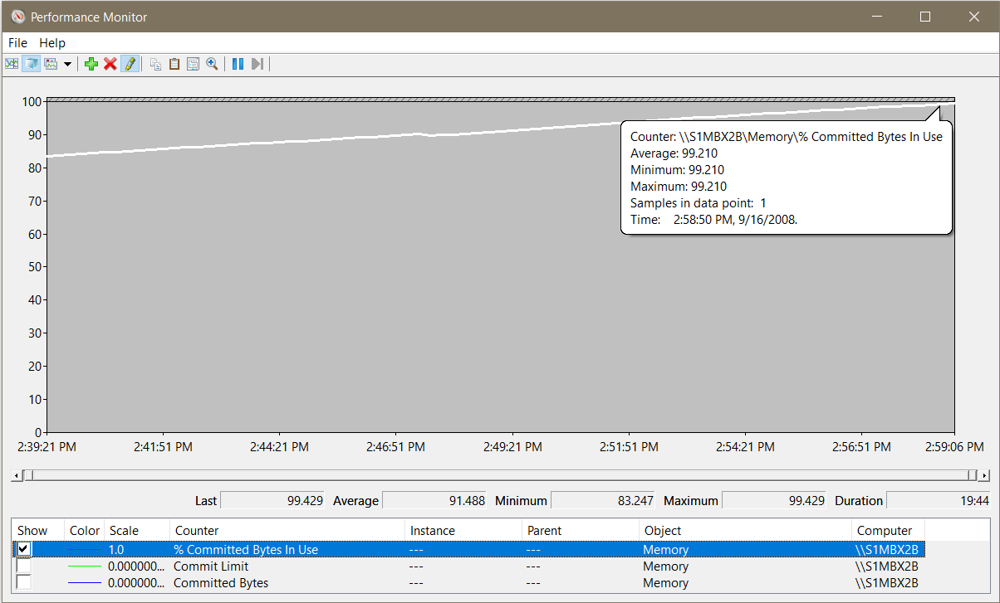 Performance Monitor
File Help
100
90
80
70
60
50
40
30
20
10
0
Counter: \\S1MBX2B\Memory\% Committed Bytes In Use
Average: 99.210
Minimum: 99.210
Maximum: 99.210
Samples in data point: 1
Time: 2:58:50 PM, 9/16/2008.
2:39:21 PM 2:41:51 PM 2:44:21 PM 2:46:51 PM 2:49:21 PM 2:51:51 PM 2:54:21 PM 2:56:51 PM 2:59:06 PM
Last 99.429 Average 91.488 Minimum 83.247 Maximum 99.429 Duration 19:44
Show Color Scale Counter Instance Parent Object Computer
1.0 % Committed Bytes In Use --- --- Memory \\S1MBX2B
0.000000... Commit Limit --- --- Memory \\S1MBX2B
0.000000... Committed Bytes --- --- Memory \\S1MBX2B